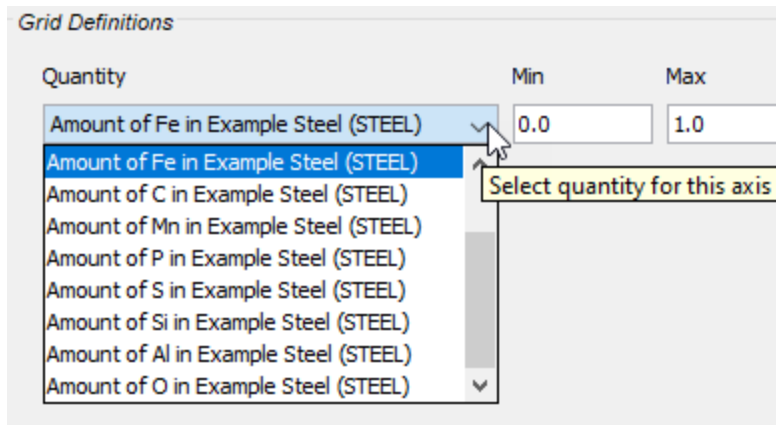 Grid Definitions
Quantity Min Max
Amount of Fe in Example Steel (STEEL) 0.0 1.0
Amount of Fe in Example Steel (STEEL)
Select quantity for this axis
Amount of C in Example Steel (STEEL)
Amount of Mn in Example Steel (STEEL)
Amount of P in Example Steel (STEEL)
Amount of S in Example Steel (STEEL)
Amount of Si in Example Steel (STEEL)
Amount of Al in Example Steel (STEEL)
Amount of O in Example Steel (STEEL)